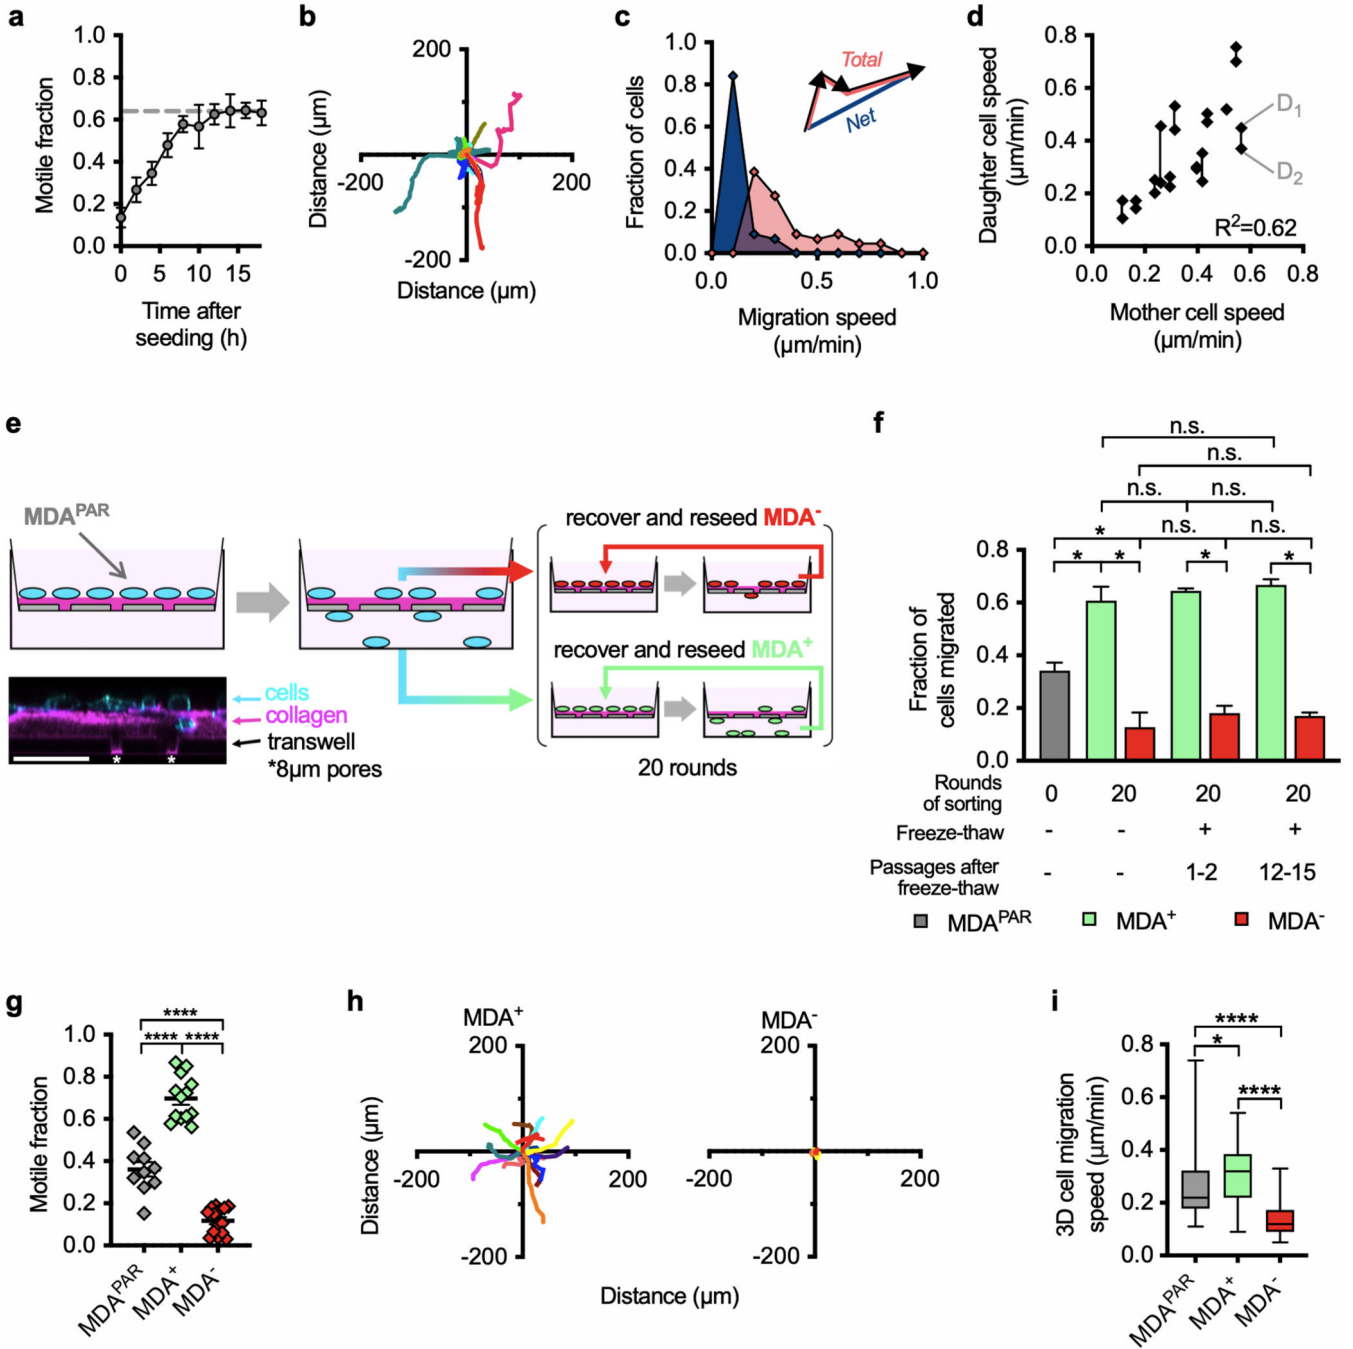 a
1.0
0.8
0.6
0.4
0.2
0.0
Motile fraction
0 5 10 15
Time after
seeding (h)
b
200
-200 200
-200
Distance (µm)
Distance (µm)
c
1.0
0.8
0.6
0.4
0.2
0.0
Fraction of cells
Total
Net
0.0 0.5 1.0
Migration speed
(µm/min)
d
0.8
0.6
0.4
0.2
0.0
Daughter cell speed
(µm/min)
D1
D2
R²=0.62
0.0 0.2 0.4 0.6 0.8
Mother cell speed
(µm/min)
e
MDAᴾᴬᴿ
recover and reseed MDA⁻
recover and reseed MDA⁺
20 rounds
cells
collagen
transwell
*8µm pores
* *
f
n.s.
n.s.
n.s. n.s.
* n.s. n.s.
* * * *
0.8
0.6
0.4
0.2
0.0
Fraction of
cells migrated
Rounds
of sorting
0 20 20 20
Freeze-thaw
- - + +
Passages after
freeze-thaw
- - 1-2 12-15
MDAᴾᴬᴿ MDA⁺ MDA⁻
g
****
**** ****
1.0
0.8
0.6
0.4
0.2
0.0
Motile fraction
MDAᴾᴬᴿ
MDA⁺
MDA⁻
h
MDA⁺
200
-200 200
-200
MDA⁻
200
-200 200
-200
Distance (µm)
Distance (µm)
i
****
*
****
0.8
0.6
0.4
0.2
0.0
3D cell migration
speed (µm/min)
MDAᴾᴬᴿ
MDA⁺
MDA⁻